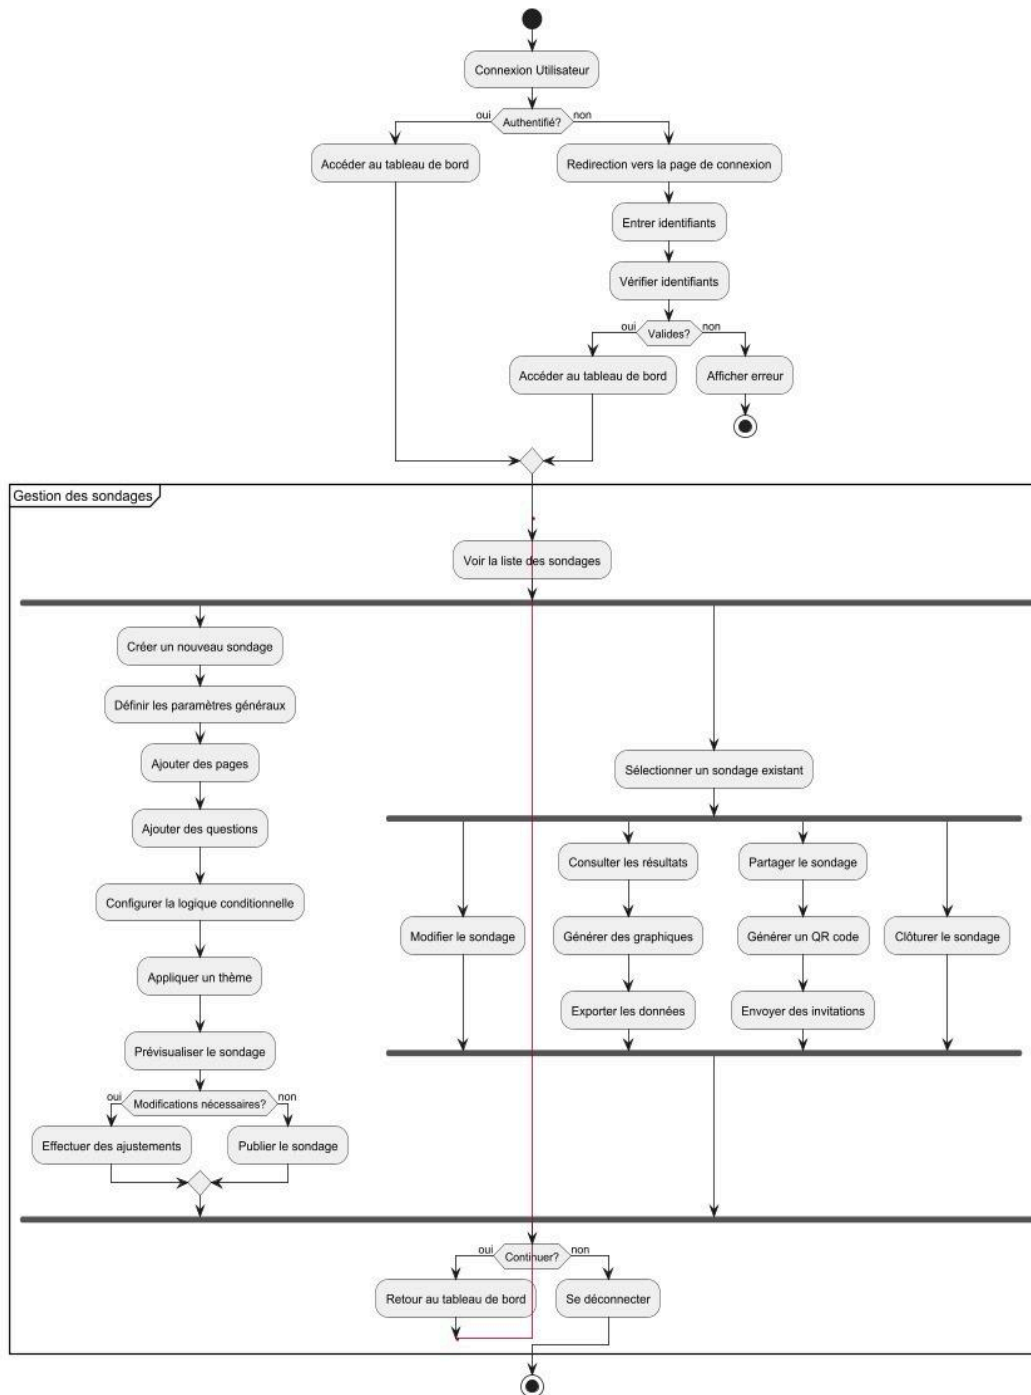 Connexion Utilisateur
oui
Authentifié?
non
Accéder au tableau de bord
Redirection vers la page de connexion
Entrer identifiants
Vérifier identifiants
oui
Valides?
non
Accéder au tableau de bord
Afficher erreur
Gestion des sondages
Voir la liste des sondages
Créer un nouveau sondage
Définir les paramètres généraux
Ajouter des pages
Sélectionner un sondage existant
Ajouter des questions
Consulter les résultats
Partager le sondage
Configurer la logique conditionnelle
Modifier le sondage
Générer des graphiques
Générer un QR code
Clôturer le sondage
Appliquer un thème
Exporter les données
Envoyer des invitations
Prévisualiser le sondage
oui
Modifications nécessaires?
non
Effectuer des ajustements
Publier le sondage
oui
Continuer?
non
Retour au tableau de bord
Se déconnecter